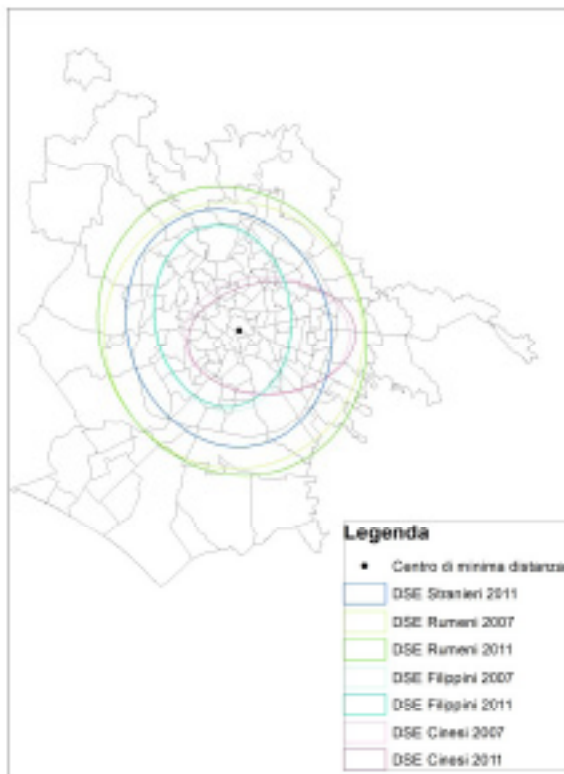 Legenda
Centro di minima distanza
DSE Stranieri 2011
DSE Rumeni 2007
DSE Rumeni 2011
DSE Filippini 2007
DSE Filippini 2011
DSE Cinesi 2007
DSE Cinesi 2011